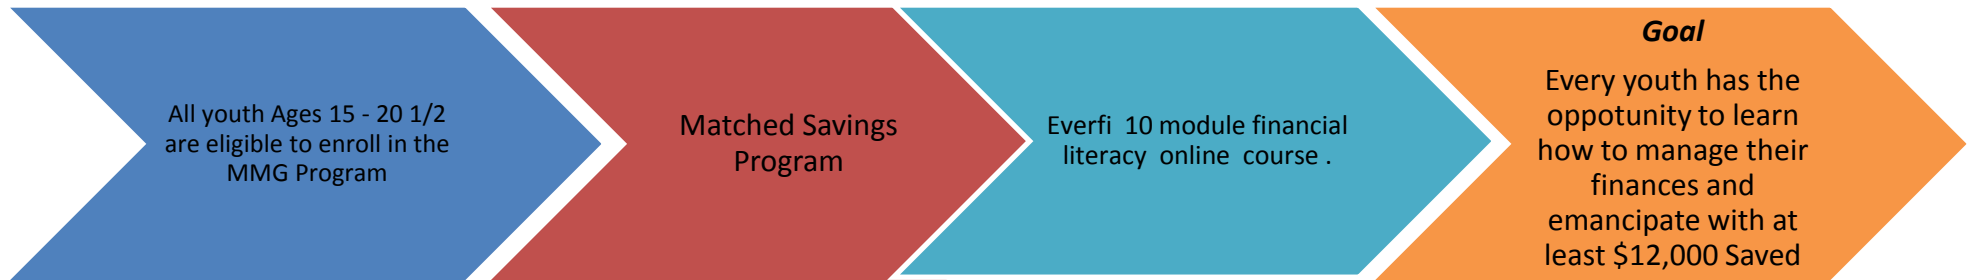 All youth Ages 15 - 20 1/2
are eligible to enroll in the
MMG Program
Matched Savings
Program
Everfi 10 module financial
literacy online course .
Goal
Every youth has the
oppotunity to learn
how to manage their
finances and
emancipate with at
least $12,000 Saved